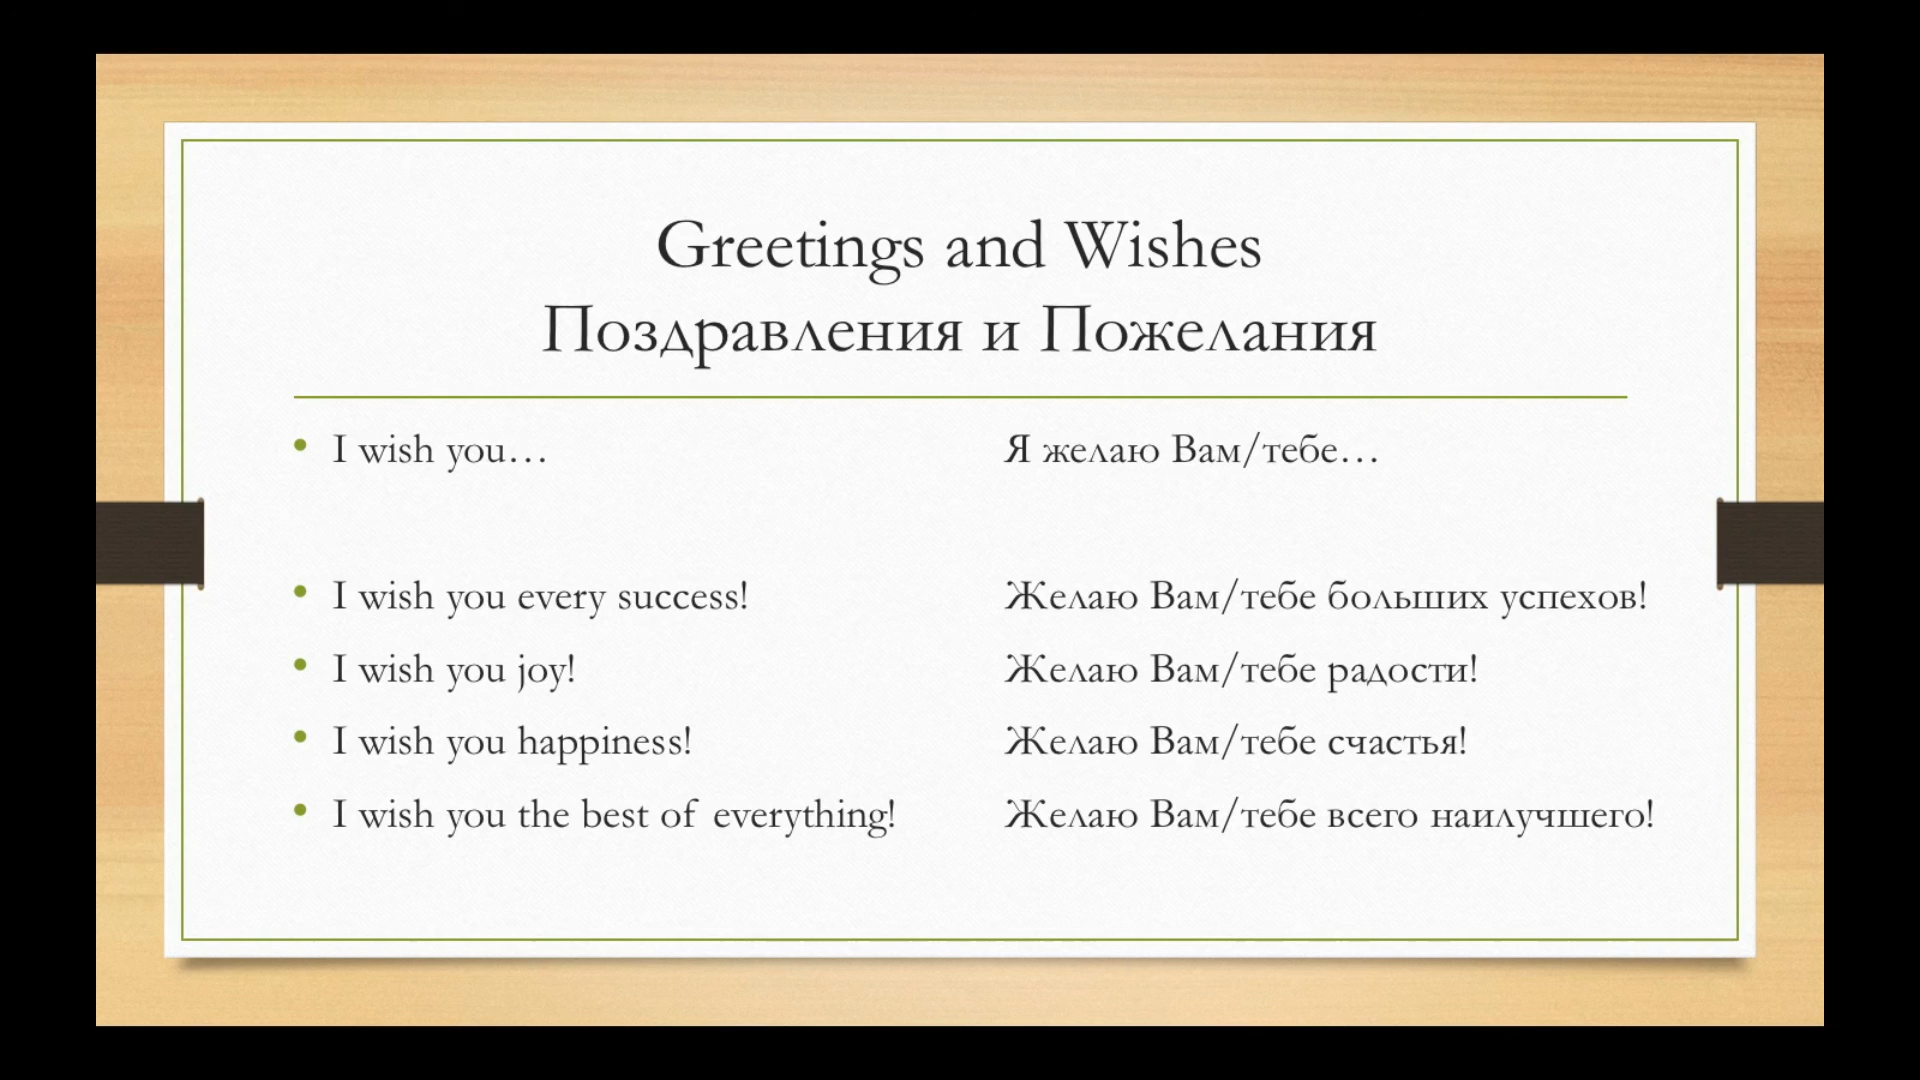 Greetings and Wishes
Поздравления и Пожелания
• I wish you… Я желаю Вам/тебе…
• I wish you every success! Желаю Вам/тебе больших успехов!
• I wish you joy! Желаю Вам/тебе радости!
• I wish you happiness! Желаю Вам/тебе счастья!
• I wish you the best of everything! Желаю Вам/тебе всего наилучшего!